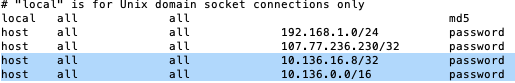 # "local" is for Unix domain socket connections only
local all all md5
host all all 192.168.1.0/24 password
host all all 107.77.236.230/32 password
host all all 10.136.16.8/32 password
host all all 10.136.0.0/16 password